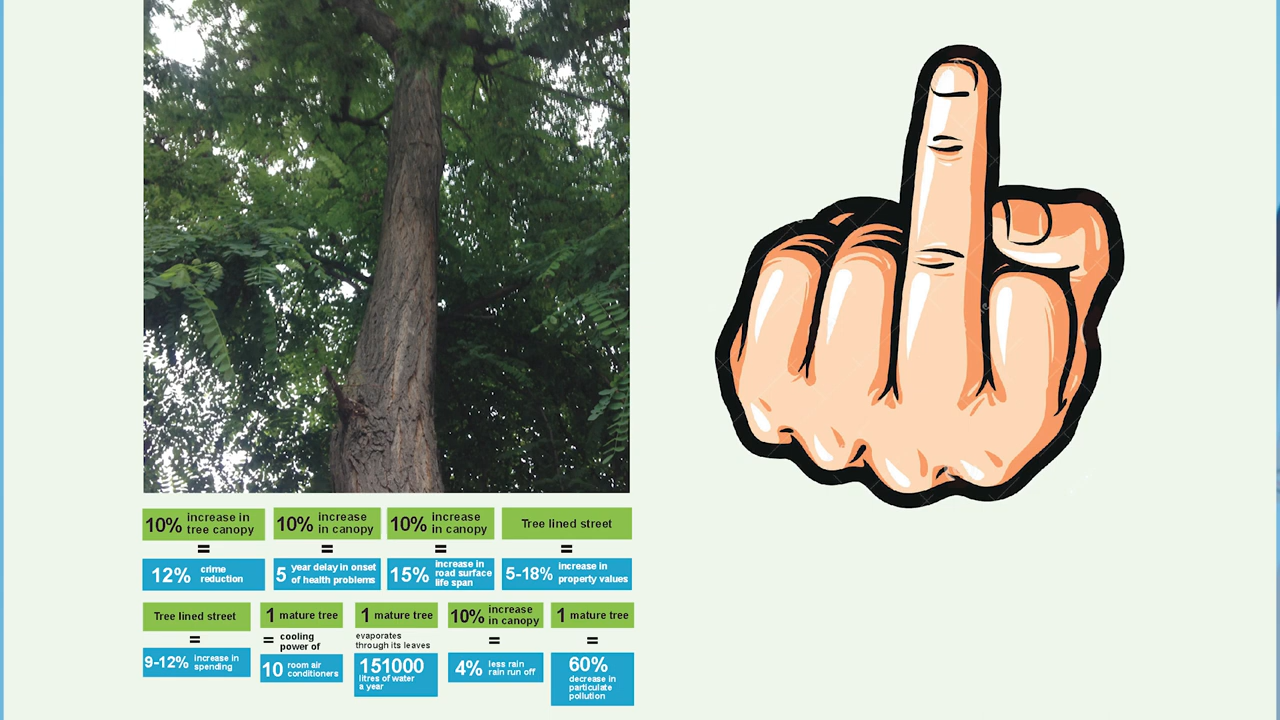 10% increase in
tree canopy
=
12% crime
reduction
10% increase
in canopy
=
5 year delay in onset
of health problems
10% increase
in canopy
=
15% increase in
road surface
life span
Tree lined street
=
5-18% increase in
property values
Tree lined street
=
9-12% increase in
spending
1 mature tree
= cooling
power of
10 room air
conditioners
1 mature tree
evaporates
through its leaves
151000
litres of water
a year
10% increase
in canopy
=
4% less rain
rain run off
1 mature tree
=
60%
decrease in
particulate
pollution